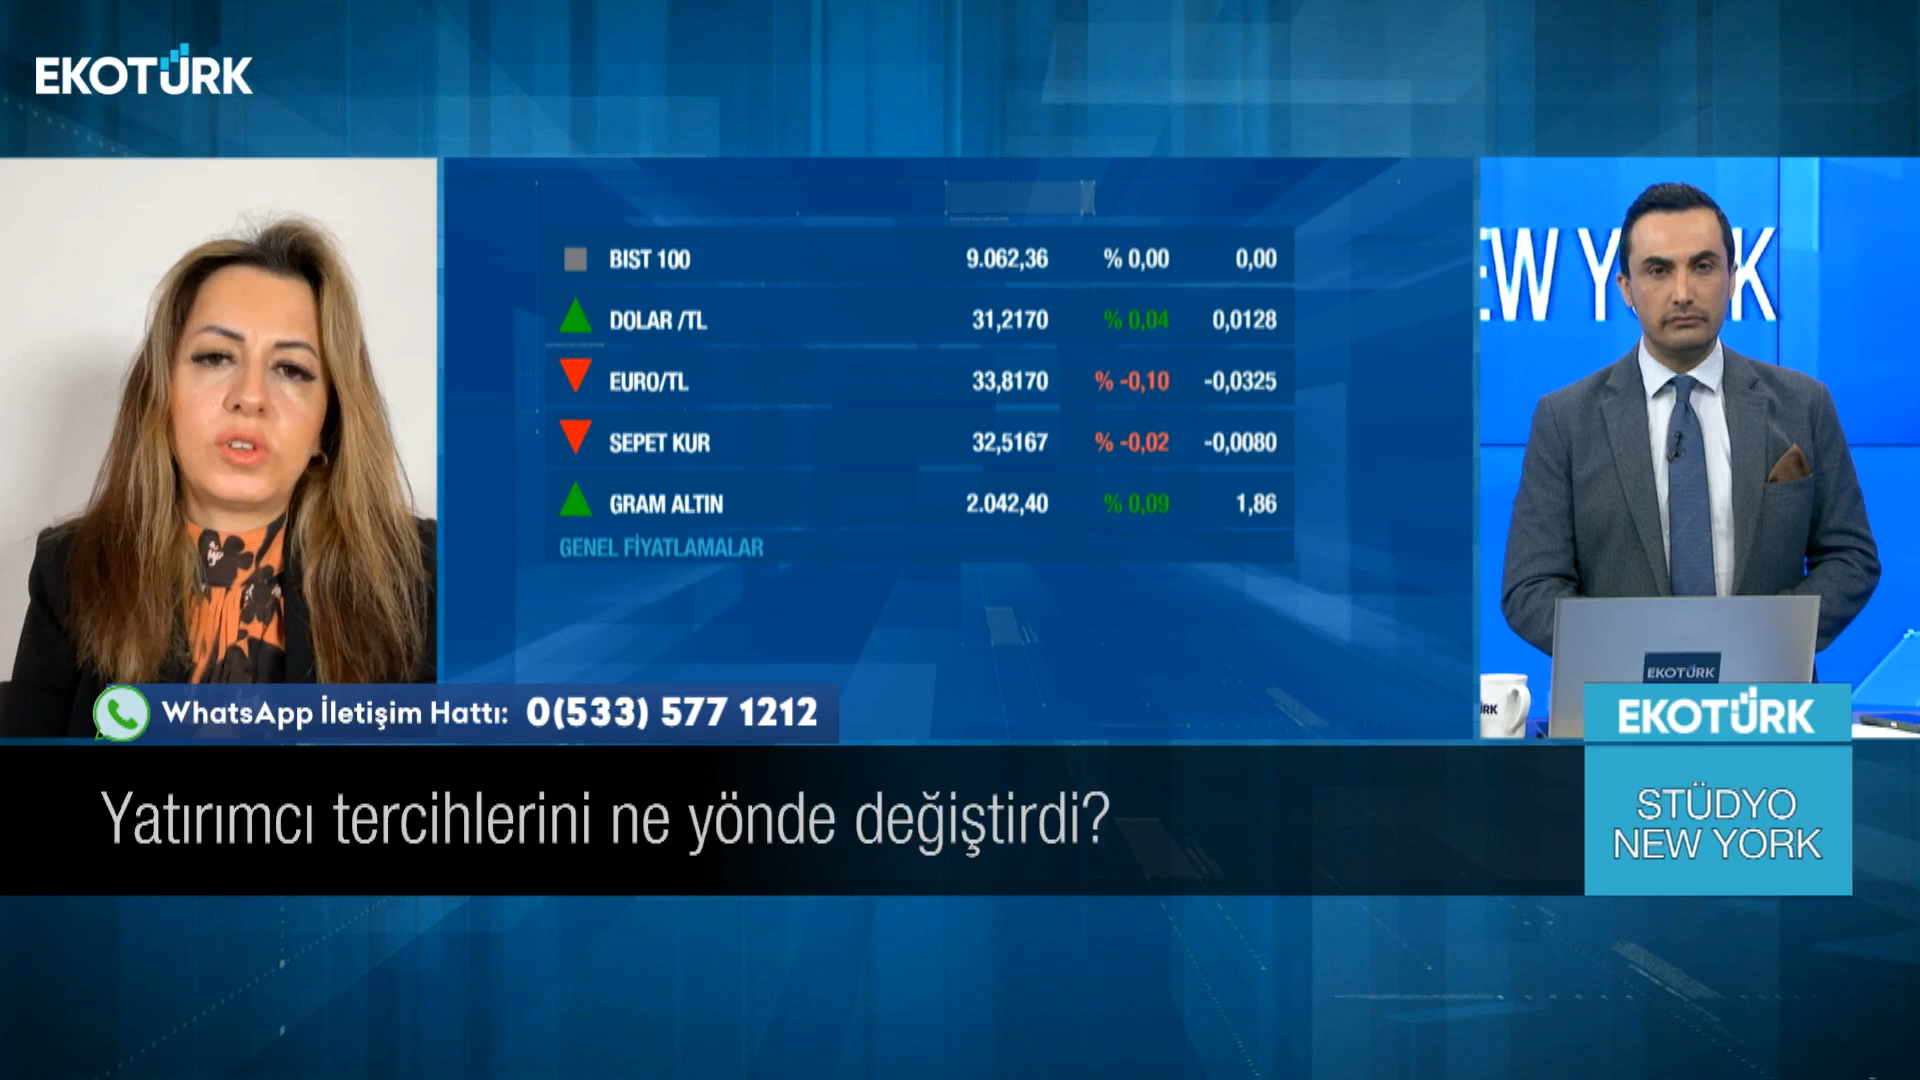 EKOTÜRK
EW Y K
BIST 100 9.062,36 % 0,00 0,00
DOLAR /TL 31,2170 % 0,04 0,0128
EURO/TL 33,8170 % -0,10 -0,0325
SEPET KUR 32,5167 % -0,02 -0,0080
GRAM ALTIN 2.042,40 % 0,09 1,86
GENEL FİYATLAMALAR
EKOTÜRK
RK
WhatsApp İletişim Hattı: 0(533) 577 1212
EKOTÜRK
Yatırımcı tercihlerini ne yönde değiştirdi?
STÜDYO
NEW YORK